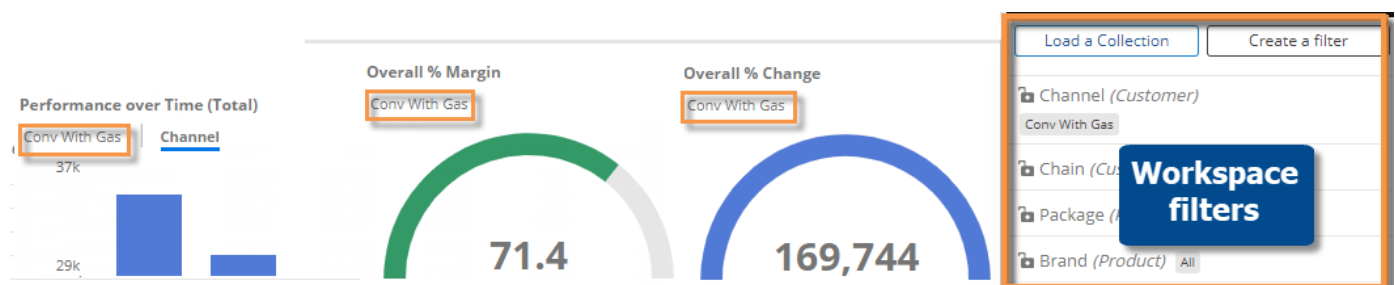 Performance over Time (Total)
Conv With Gas Channel
37k
29k
Overall % Margin
Conv With Gas
71.4
Overall % Change
Conv With Gas
169,744
Load a Collection Create a filter
Channel (Customer)
Conv With Gas
Chain
Package
Brand (Product) All
Workspace
filters